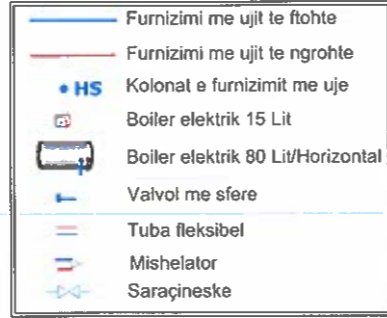 Furnizimi me ujit te ftohte
Furnizimi me ujit te ngrohte
HS Kolonat e furnizimit me uje
Boiler elektrik 15 Lit
Boiler elektrik 80 Lit/Horizontal
Valvol me sfere
Tuba fleksibel
Mishelator
Saraçineske